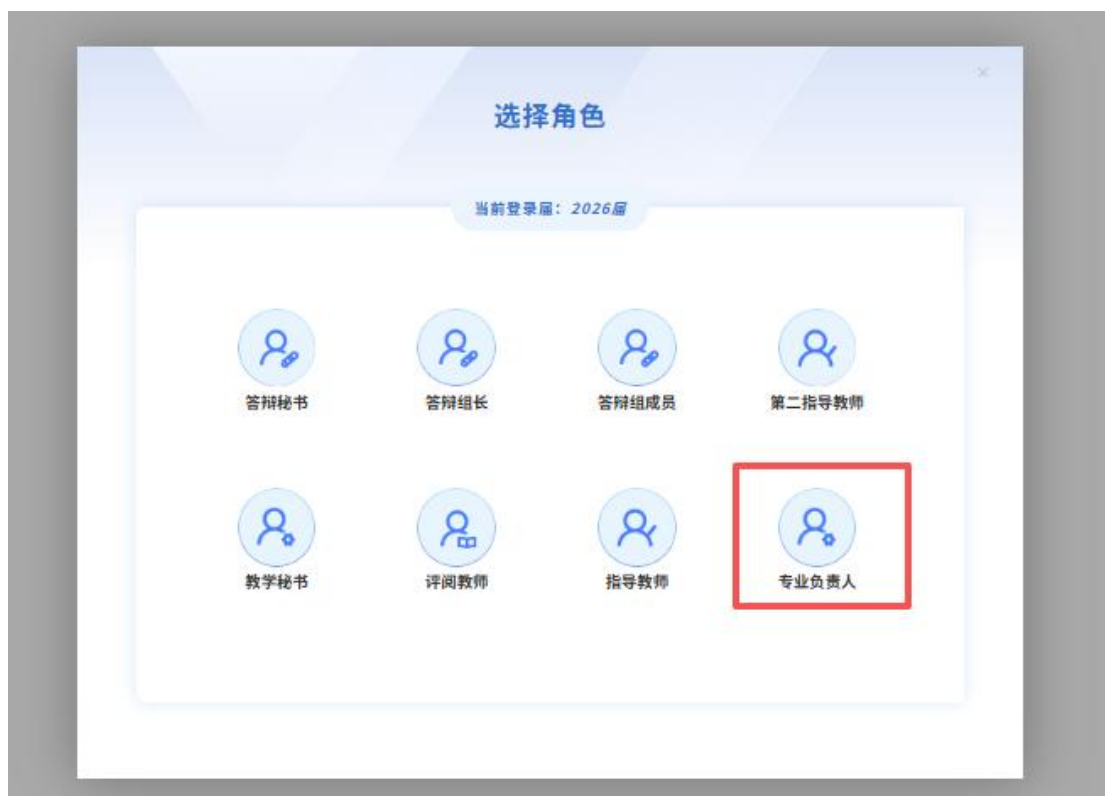 选择角色
当前登录届：2026届
答辩秘书
答辩组长
答辩组成员
第二指导教师
教学秘书
评阅教师
指导教师
专业负责人